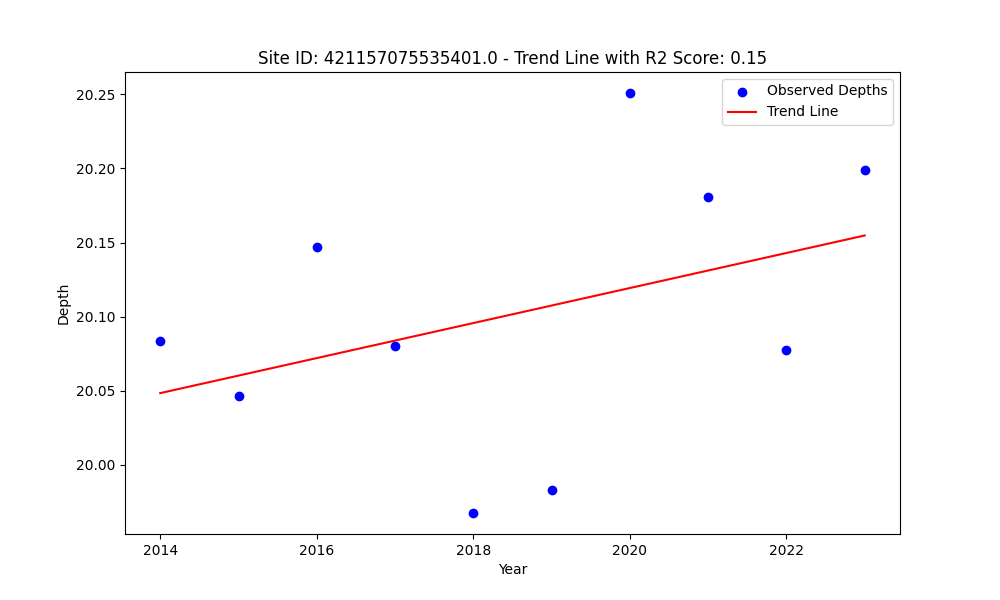 Site ID: 421157075535401.0 - Trend Line with R2 Score: 0.15
Observed Depths
Trend Line
20.25
20.20
20.15
20.10
20.05
20.00
Depth
2014
2016
2018
2020
2022
Year